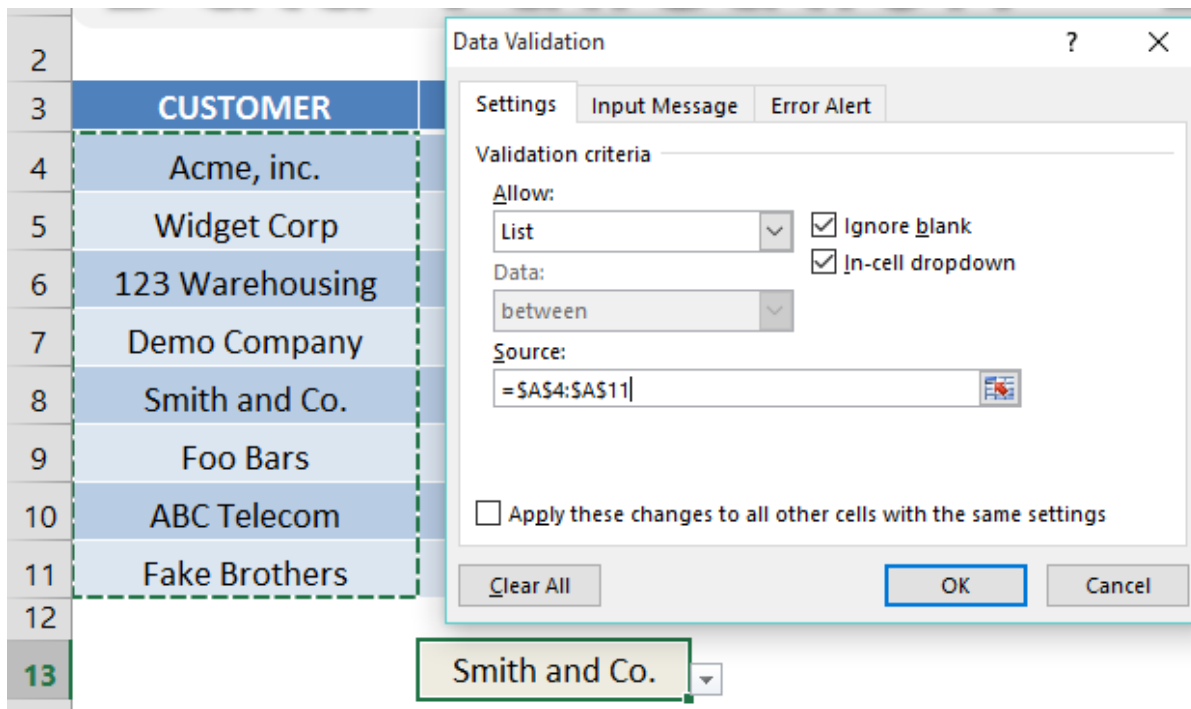 Data Validation ? ×
2
3 CUSTOMER
Settings Input Message Error Alert
Validation criteria
4 Acme, inc.
Allow:
List
Ignore blank
5 Widget Corp
In-cell dropdown
Data:
6 123 Warehousing
between
7 Demo Company
Source:
=$A$4:$A$11
8 Smith and Co.
9 Foo Bars
10 ABC Telecom
Apply these changes to all other cells with the same settings
11 Fake Brothers
Clear All OK Cancel
12
13 Smith and Co.